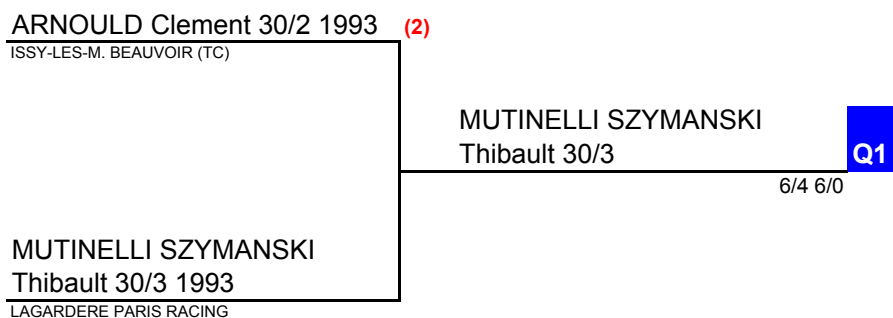 ARNOULD Clement 30/2 1993 (2)
ISSY-LES-M. BEAUVOIR (TC)
MUTINELLI SZYMANSKI
Thibault 30/3 Q1
6/4 6/0
MUTINELLI SZYMANSKI
Thibault 30/3 1993
LAGARDERE PARIS RACING